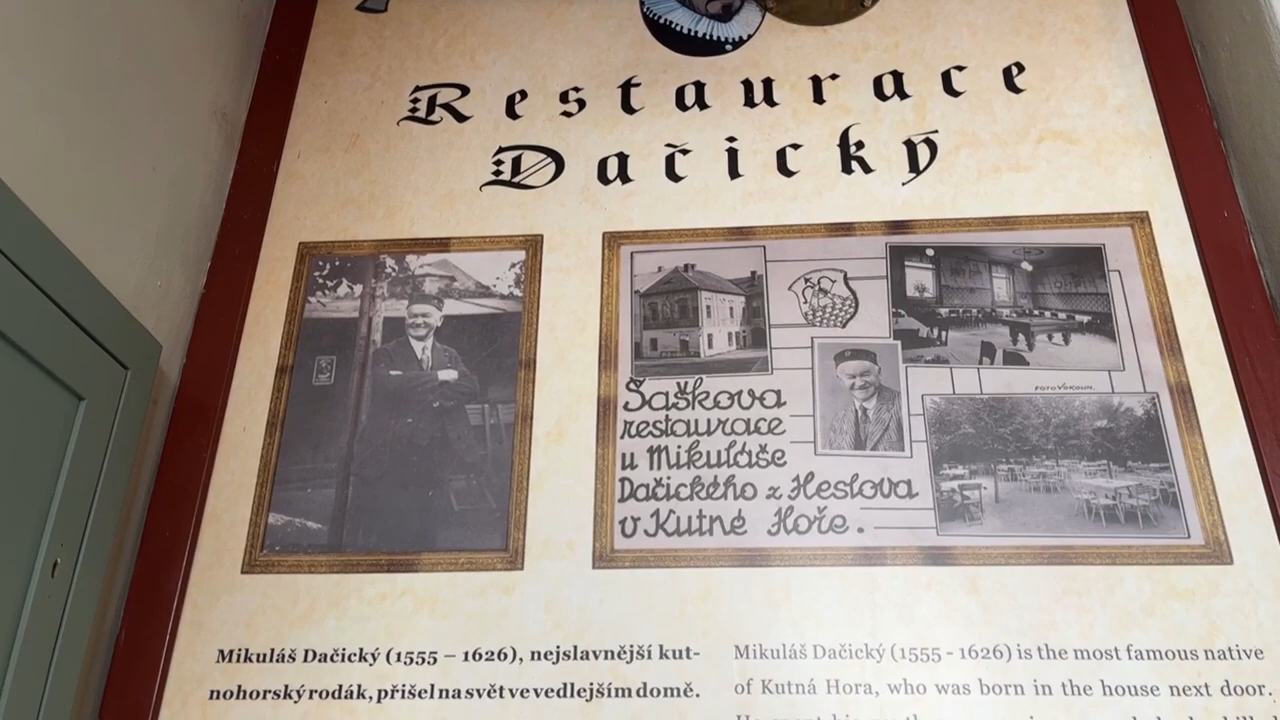 Restaurace
Dačický
FOTO VOKOUN.
Šaškova
restaurace
u Mikuláše
Dačického z Heslova
v Kutné Hoře.
Mikuláš Dačický (1555 – 1626), nejslavnější kut-
nohorský rodák, přišel na svět ve vedlejším domě.
Mikuláš Dačický (1555 - 1626) is the most famous native
of Kutná Hora, who was born in the house next door.